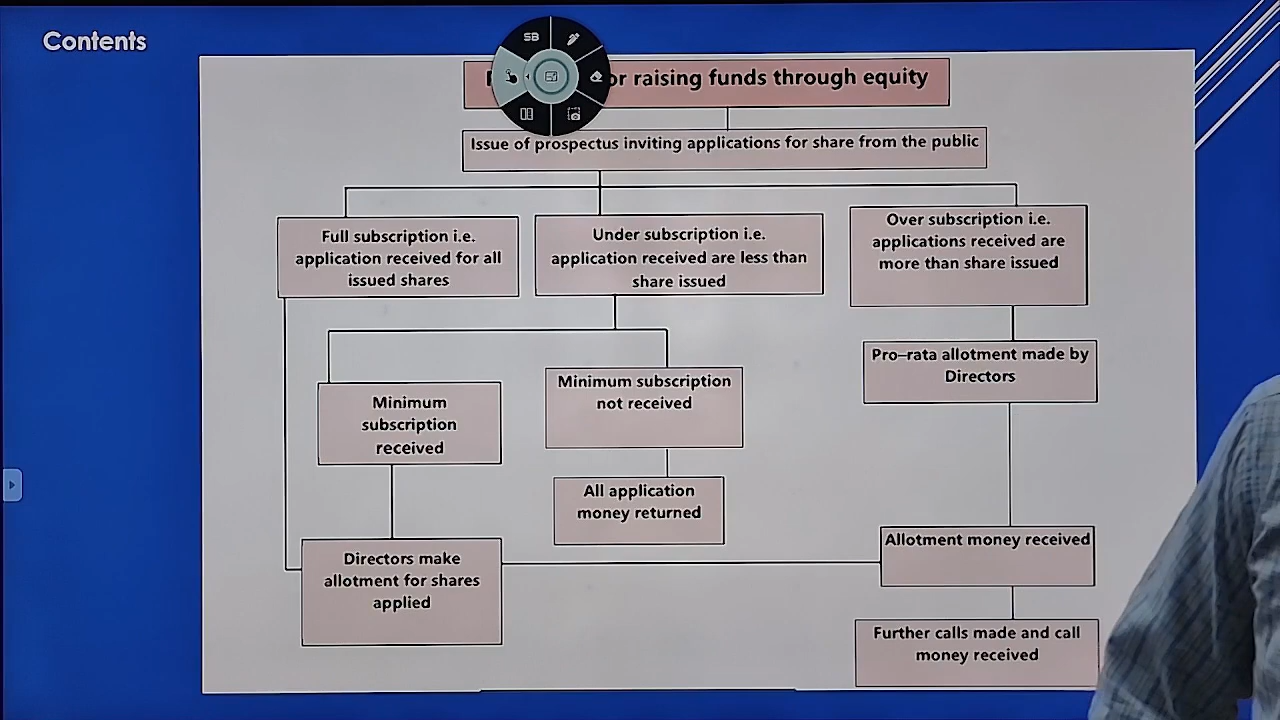 Contents
SB
or raising funds through equity
Issue of prospectus inviting applications for share from the public
Full subscription i.e.
application received for all
issued shares
Under subscription i.e.
application received are less than
share issued
Over subscription i.e.
applications received are
more than share issued
Pro–rata allotment made by
Directors
Minimum subscription
not received
Minimum
subscription
received
All application
money returned
Directors make
allotment for shares
applied
Allotment money received
Further calls made and call
money received